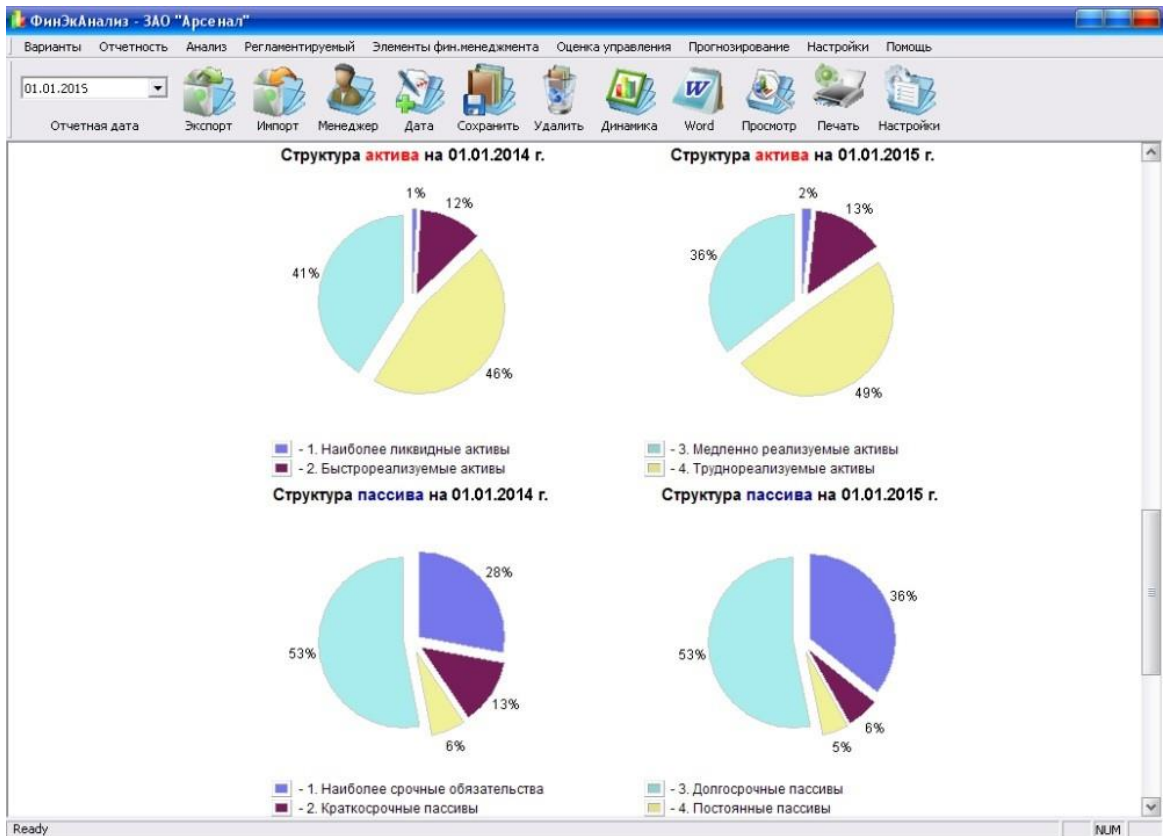 ФинЭкАнализ - ЗАО "Арсенал"
Варианты Отчетность Анализ Регламентируемый Элементы фин.менеджмента Оценка управления Прогнозирование Настройки Помощь
01.01.2015
Отчетная дата Экспорт Импорт Менеджер Дата Сохранить Удалить Динамика Word Просмотр Печать Настройки
Структура актива на 01.01.2014 г. Структура актива на 01.01.2015 г.
1% 2%
12% 13%
41% 36%
46% 49%
- 1. Наиболее ликвидные активы - 3. Медленно реализуемые активы
- 2. Быстрореализуемые активы - 4. Труднореализуемые активы
Структура пассива на 01.01.2014 г. Структура пассива на 01.01.2015 г.
28% 36%
53% 53%
13% 6%
6% 5%
- 1. Наиболее срочные обязательства - 3. Долгосрочные пассивы
- 2. Краткосрочные пассивы - 4. Постоянные пассивы
Ready NUM